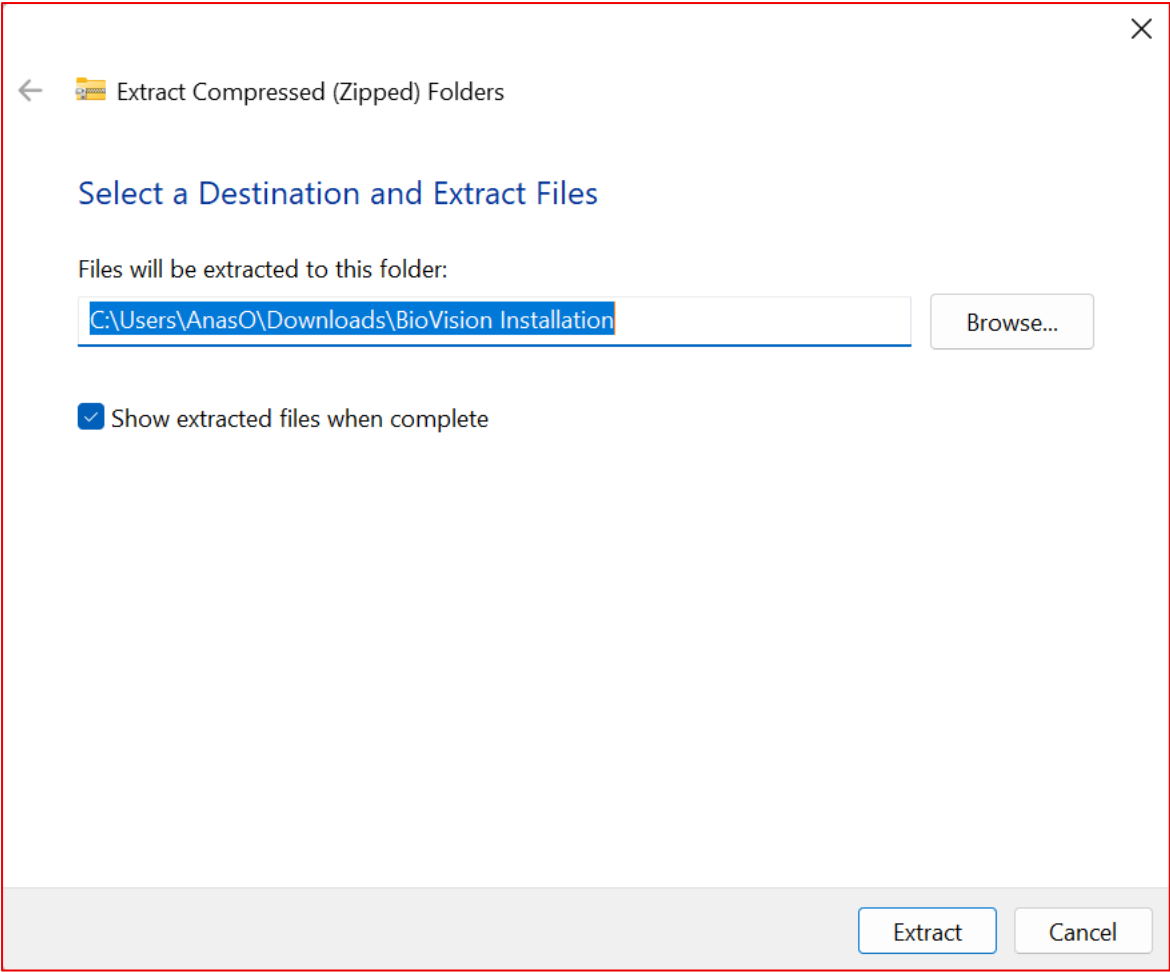 Extract Compressed (Zipped) Folders
Select a Destination and Extract Files
Files will be extracted to this folder:
C:\Users\AnasO\Downloads\BioVision Installation
Browse...
Show extracted files when complete
Extract
Cancel